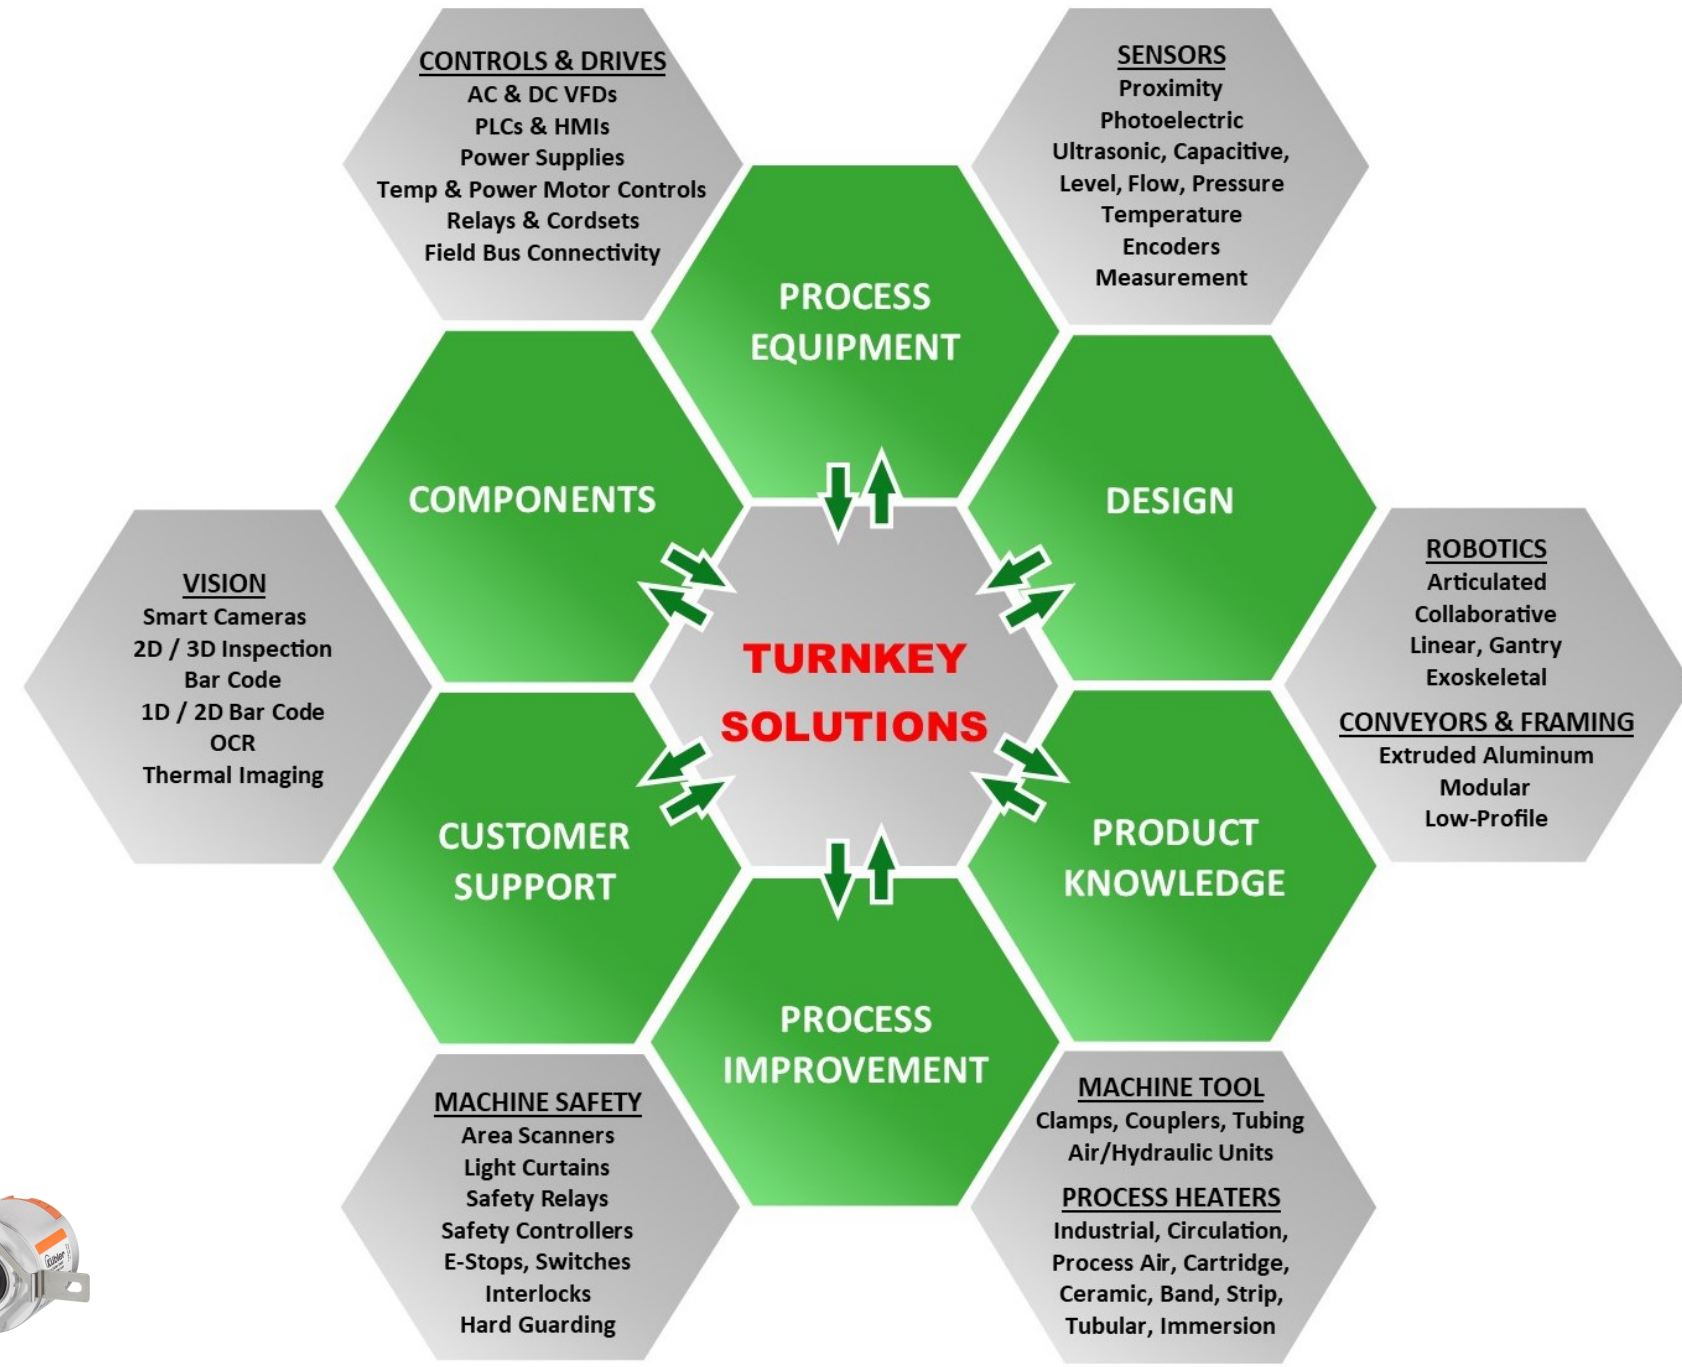 CONTROLS & DRIVES
AC & DC VFDs
PLCs & HMIs
Power Supplies
Temp & Power Motor Controls
Relays & Cordsets
Field Bus Connectivity
SENSORS
Proximity
Photoelectric
Ultrasonic, Capacitive,
Level, Flow, Pressure
Temperature
Encoders
Measurement
PROCESS
EQUIPMENT
COMPONENTS
DESIGN
VISION
Smart Cameras
2D / 3D Inspection
Bar Code
1D / 2D Bar Code
OCR
Thermal Imaging
TURNKEY
SOLUTIONS
ROBOTICS
Articulated
Collaborative
Linear, Gantry
Exoskeletal
CONVEYORS & FRAMING
Extruded Aluminum
Modular
Low-Profile
CUSTOMER
SUPPORT
PRODUCT
KNOWLEDGE
PROCESS
IMPROVEMENT
MACHINE SAFETY
Area Scanners
Light Curtains
Safety Relays
Safety Controllers
E-Stops, Switches
Interlocks
Hard Guarding
MACHINE TOOL
Clamps, Couplers, Tubing
Air/Hydraulic Units
PROCESS HEATERS
Industrial, Circulation,
Process Air, Cartridge,
Ceramic, Band, Strip,
Tubular, Immersion